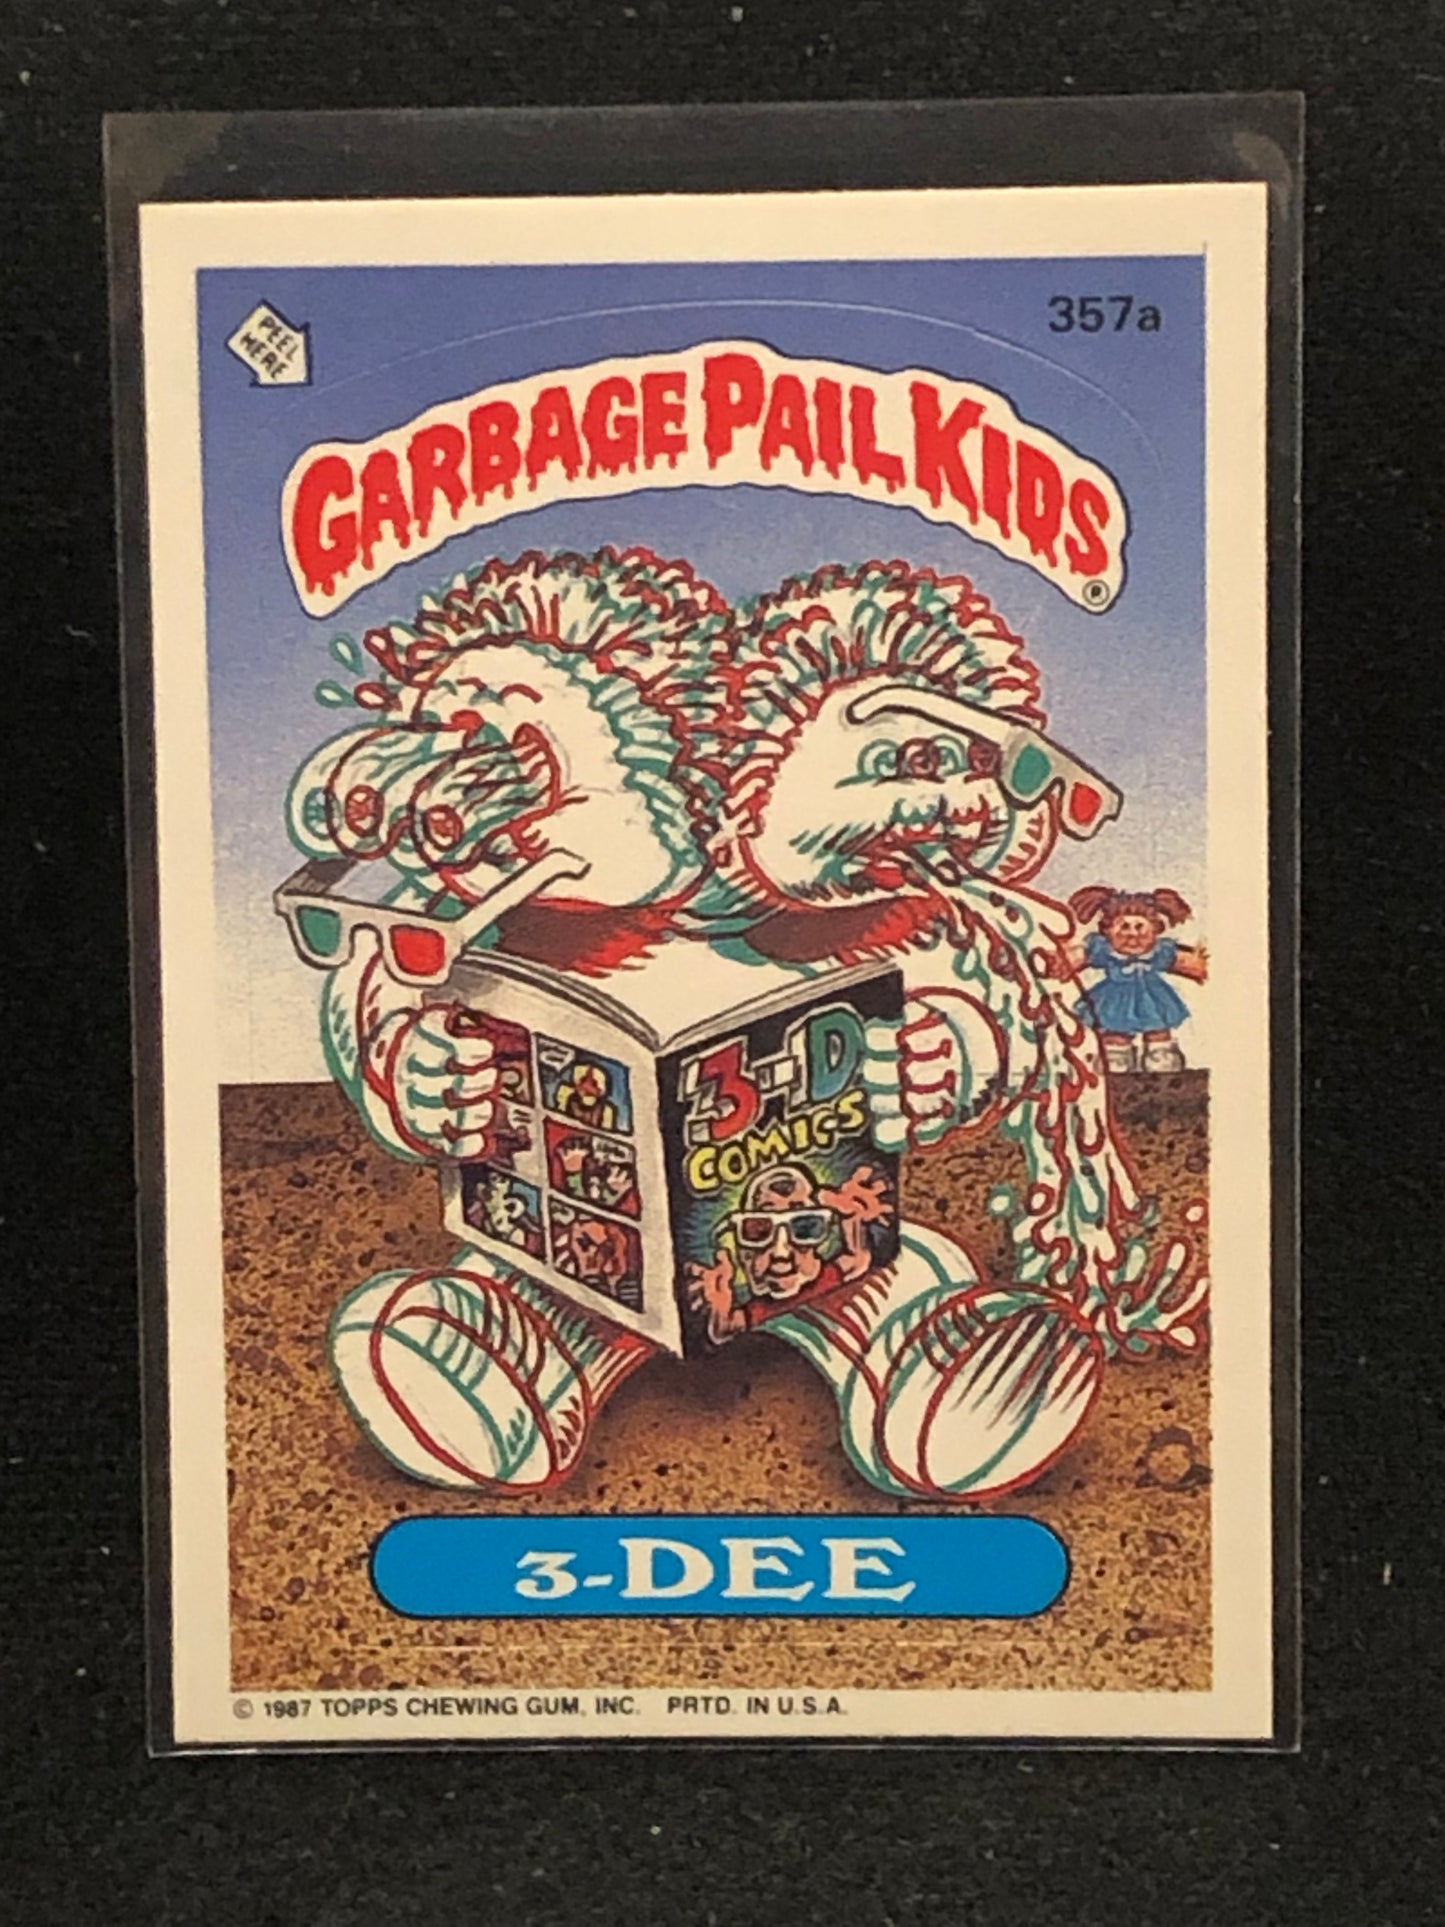 357a
PEEL
HERE
GARBAGE PAIL KIDS
®
3-D
COMICS
3-DEE
© 1987 TOPPS CHEWING GUM, INC. PRTD. IN U.S.A.